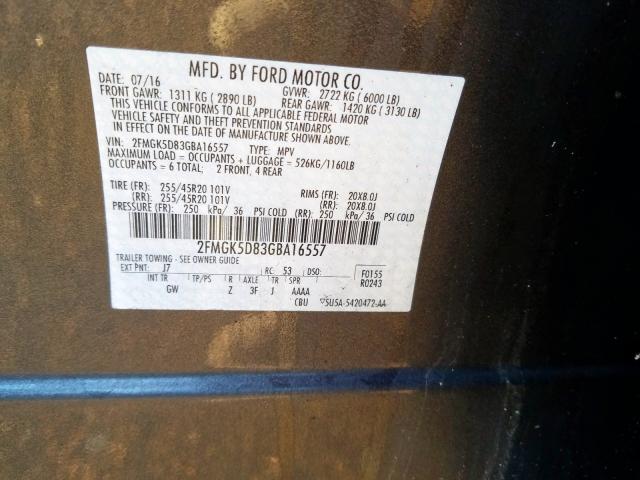 MFD. BY FORD MOTOR CO.
DATE: 07/16 GVWR: 2722 KG ( 6000 LB)
FRONT GAWR: 1311 KG ( 2890 LB) REAR GAWR: 1420 KG ( 3130 LB)
THIS VEHICLE CONFORMS TO ALL APPLICABLE FEDERAL MOTOR
VEHICLE SAFETY AND THEFT PREVENTION STANDARDS
IN EFFECT ON THE DATE OF MANUFACTURE SHOWN ABOVE.
VIN: 2FMGK5D83GBA16557 TYPE: MPV
MAXIMUM LOAD = OCCUPANTS + LUGGAGE = 526KG/1160LB
OCCUPANTS = 6 TOTAL; 2 FRONT, 4 REAR
TIRE (FR): 255/45R20 101V RIMS (FR): 20X8.0J
(RR): 255/45R20 101V (RR): 20X8.0J
PRESSURE (FR): 250 kPa/ 36 PSI COLD (RR): 250 kPa/ 36 PSI COLD
2FMGK5D83GBA16557
TRAILER TOWING - SEE OWNER GUIDE
EXT PNT: J7 RC: 53 DSO: F0155
INT TR TP/PS R AXLE TR SPR R0243
GW Z 3F J AAAA
CBU 5U5A-5420472-AA